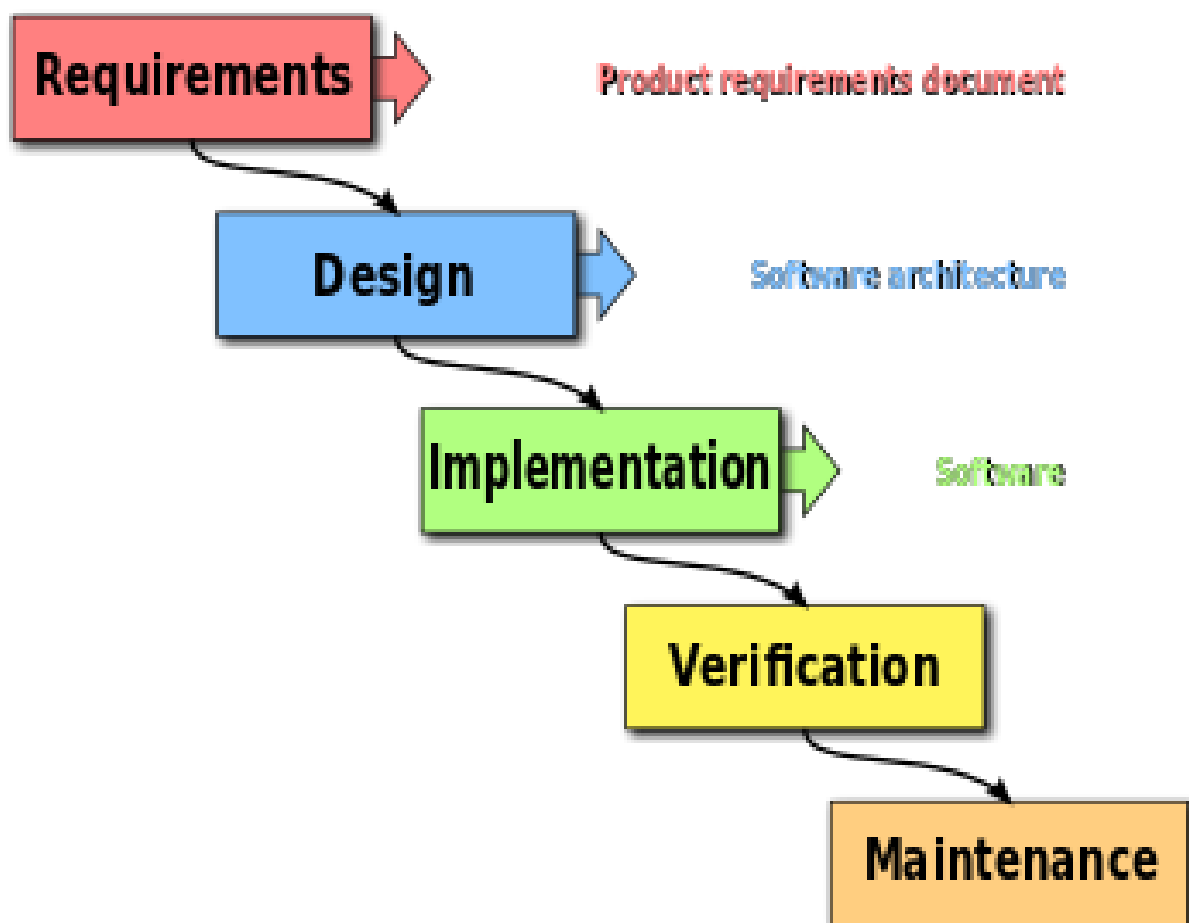 Requirements
Product requirements document
Design
Software architecture
Implementation
Software
Verification
Maintenance